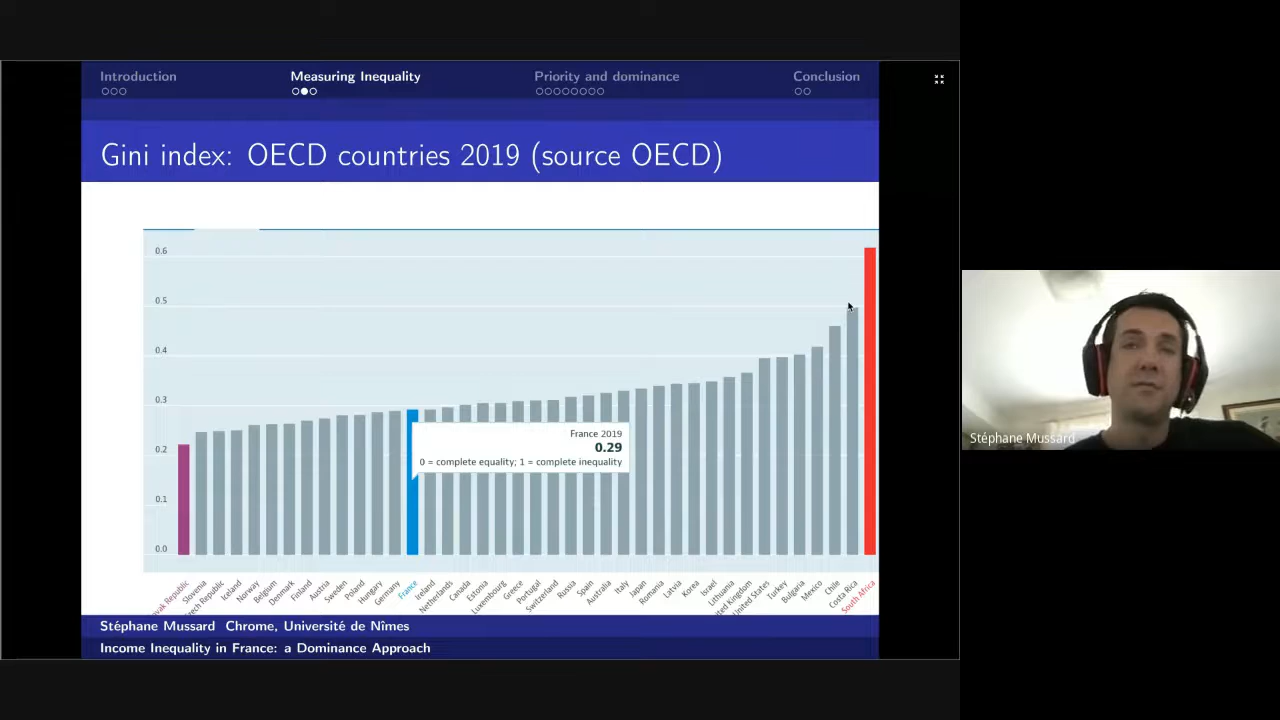 Introduction
Measuring Inequality
Priority and dominance
Conclusion
Gini index: OECD countries 2019 (source OECD)
0.6
0.5
0.4
0.3
0.2
0.1
0.0
France 2019
0.29
0 = complete equality; 1 = complete inequality
Republic
Slovenia
Republic
Iceland
Norway
Belgium
Denmark
Finland
Austria
Sweden
Poland
Hungary
Germany
France
Ireland
Netherlands
Canada
Estonia
Luxembourg
Greece
Portugal
Switzerland
Russia
Spain
Australia
Italy
Japan
Romania
Latvia
Korea
Israel
Lithuania
Kingdom
States
Turkey
Bulgaria
Mexico
Chile
Costa Rica
South Africa
Stéphane Mussard Chrome, Université de Nîmes
Income Inequality in France: a Dominance Approach
Stéphane Mussard